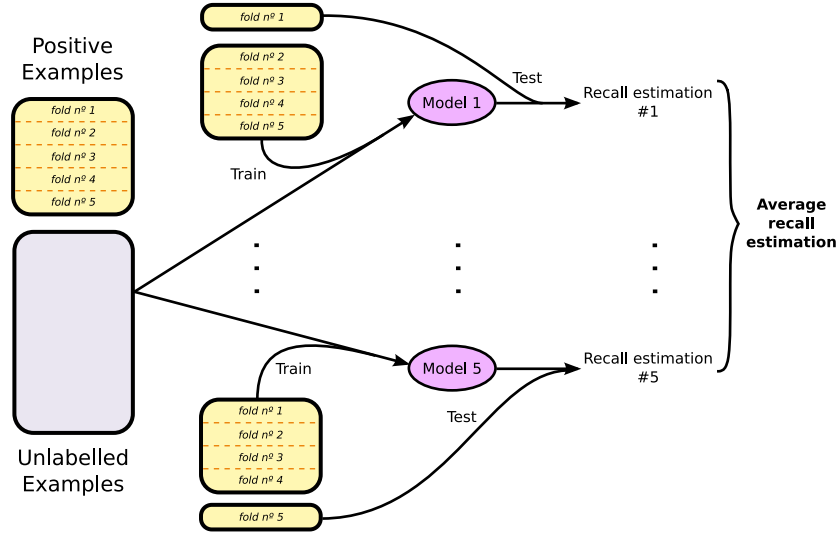 Positive
Examples
fold nº 1
fold nº 2
fold nº 3
fold nº 4
fold nº 5
Unlabelled
Examples
fold nº 1
fold nº 2
fold nº 3
fold nº 4
fold nº 5
Train
Model 1
Test
Recall estimation
#1
Train
Model 5
Test
Recall estimation
#5
fold nº 1
fold nº 2
fold nº 3
fold nº 4
fold nº 5
Average
recall
estimation